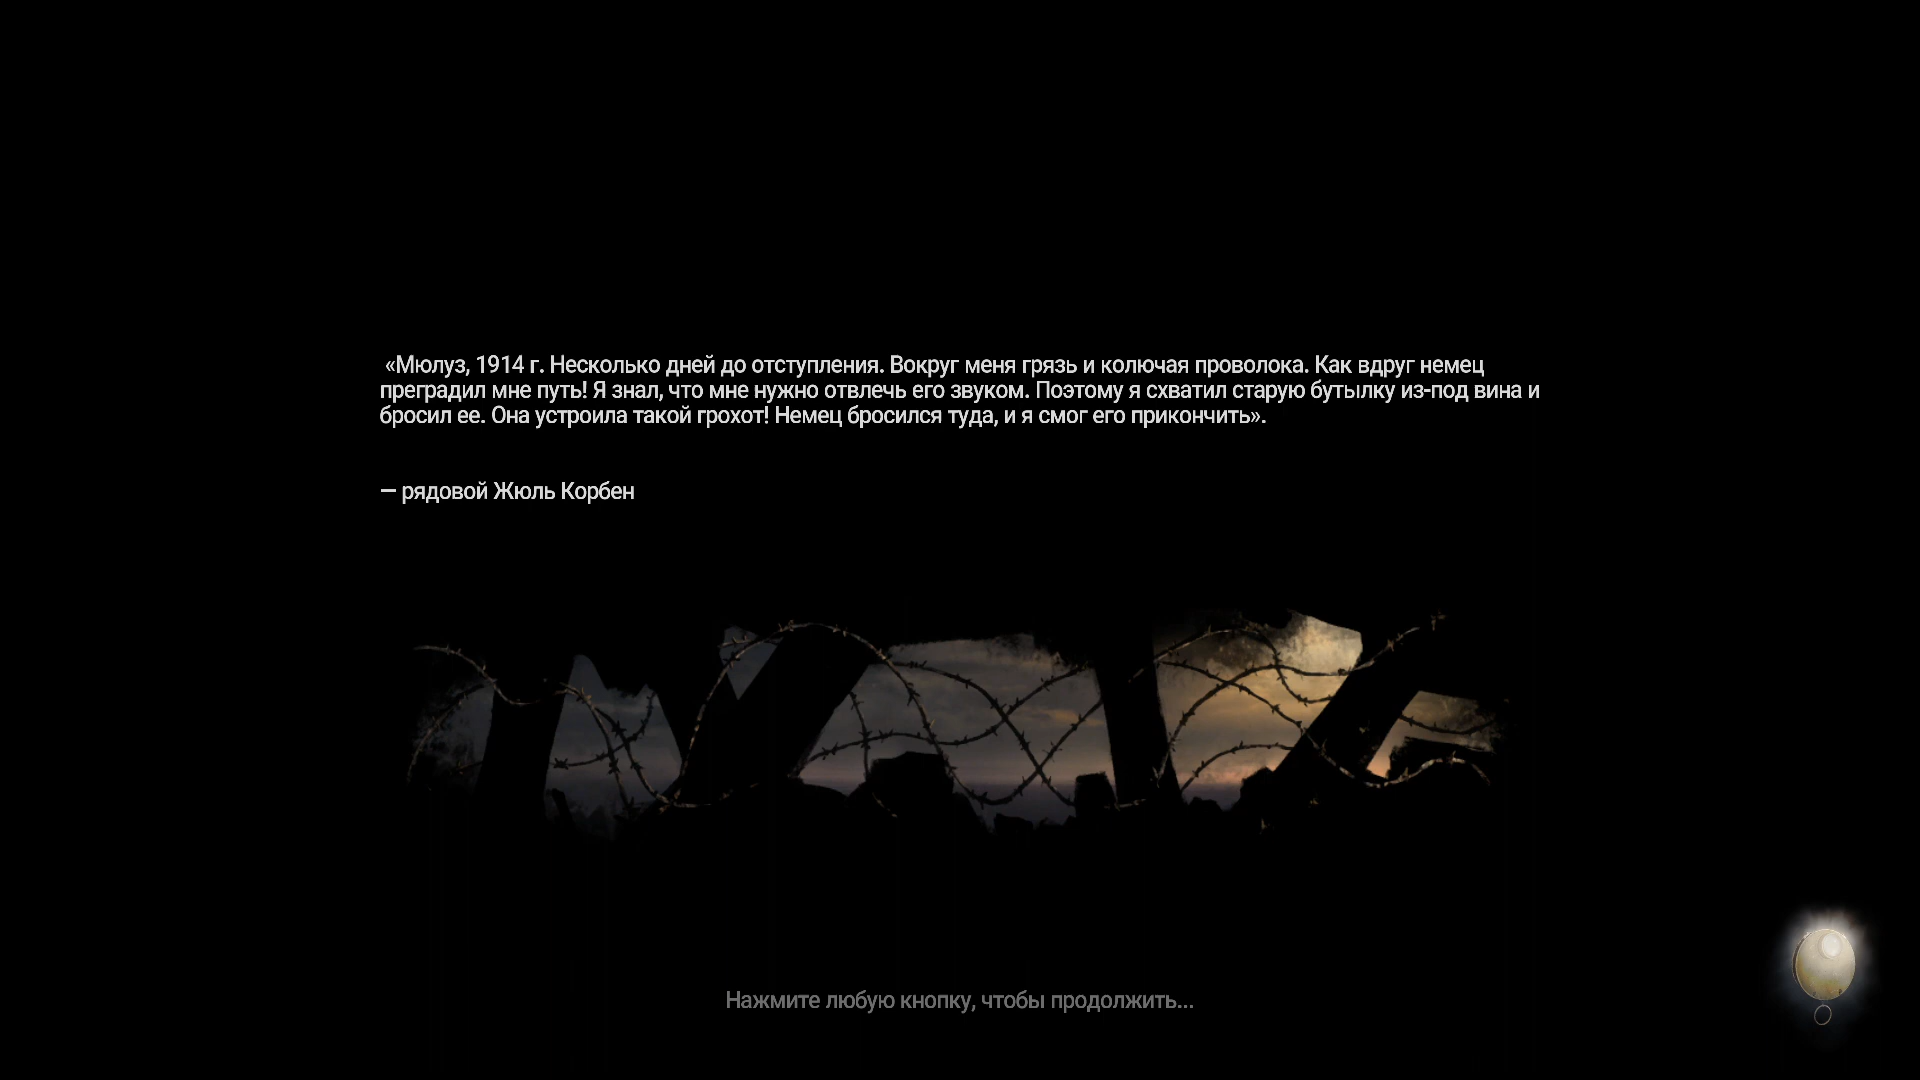 «Мюлуз, 1914 г. Несколько дней до отступления. Вокруг меня грязь и колючая проволока. Как вдруг немец
преградил мне путь! Я знал, что мне нужно отвлечь его звуком. Поэтому я схватил старую бутылку из-под вина и
бросил ее. Она устроила такой грохот! Немец бросился туда, и я смог его прикончить».
— рядовой Жюль Корбен
Нажмите любую кнопку, чтобы продолжить...